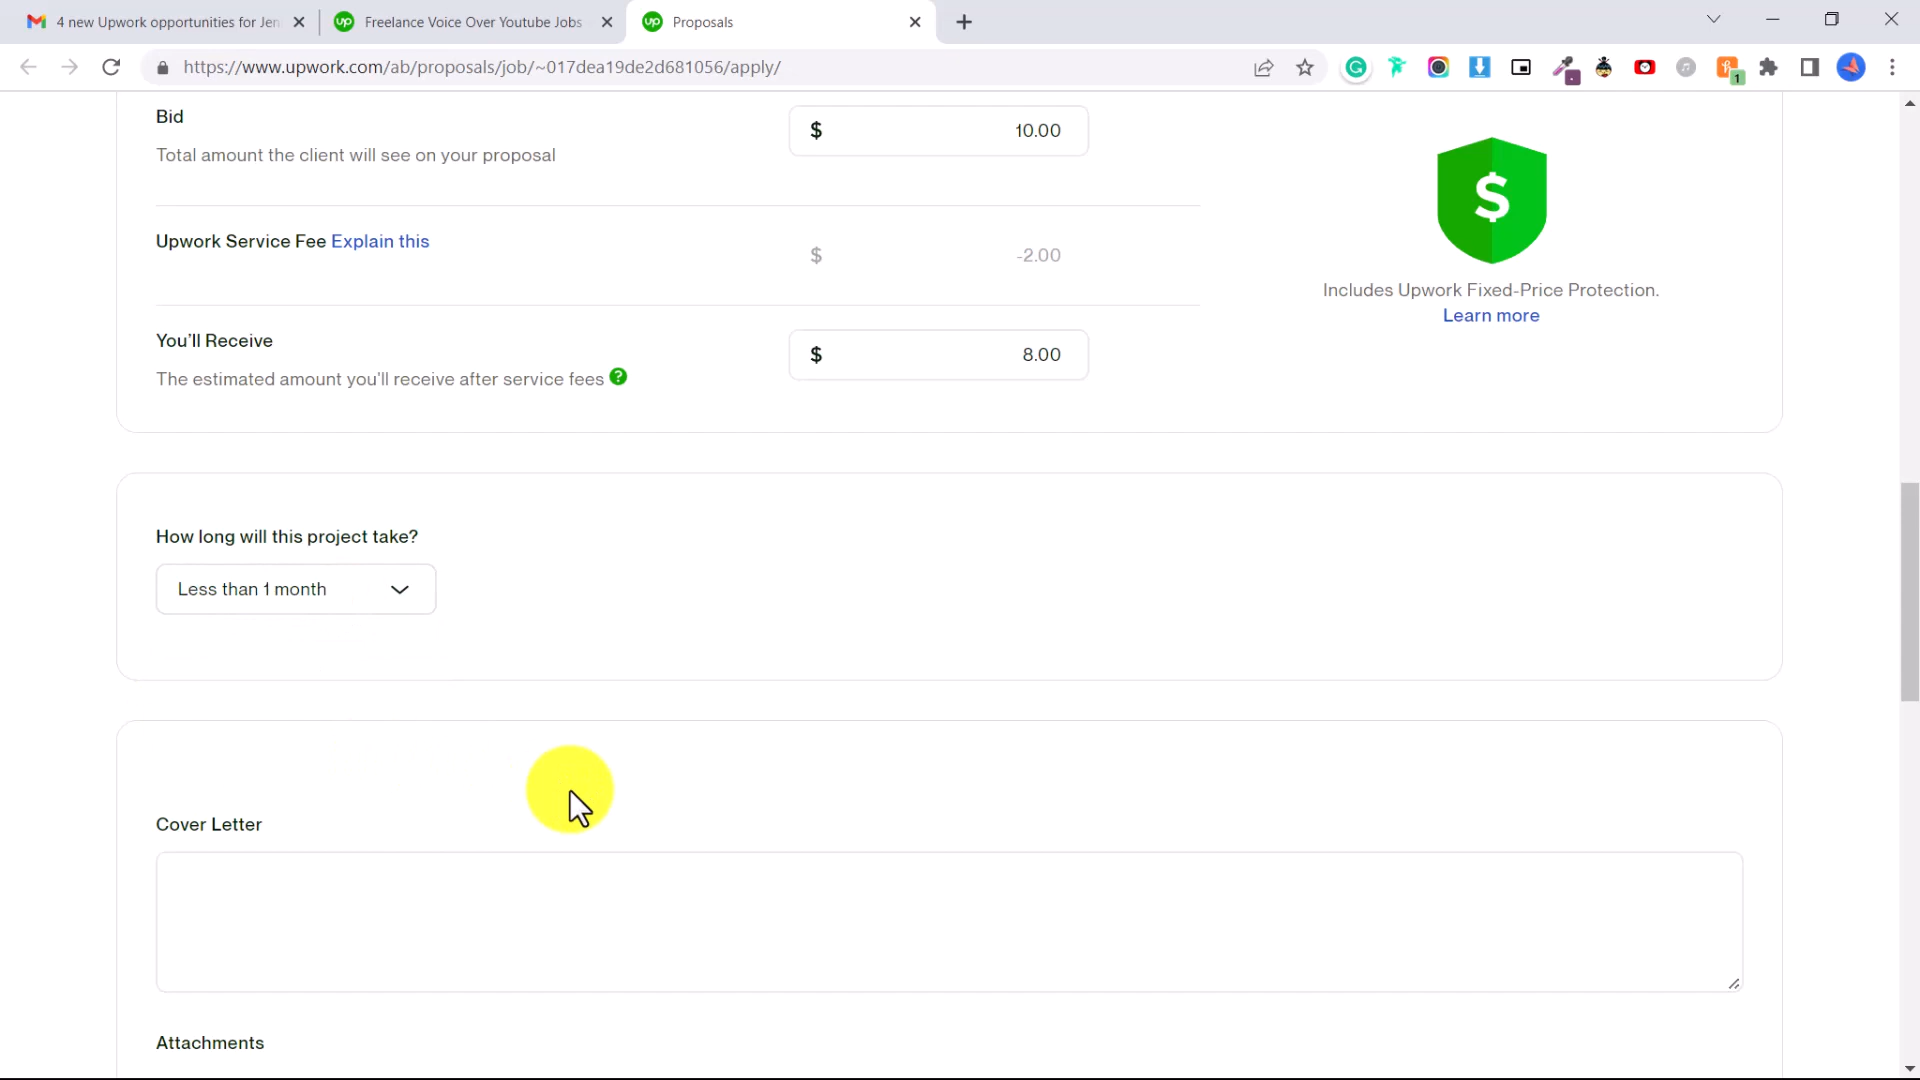 4 new Upwork opportunities for Jen
Freelance Voice Over Youtube Jobs
Proposals
https://www.upwork.com/ab/proposals/job/~017dea19de2d681056/apply/
1
Bid
$ 10.00
Total amount the client will see on your proposal
$
Upwork Service Fee Explain this
$ -2.00
Includes Upwork Fixed-Price Protection.
Learn more
You'll Receive
$ 8.00
The estimated amount you'll receive after service fees ?
How long will this project take?
Less than 1 month
Cover Letter
Attachments